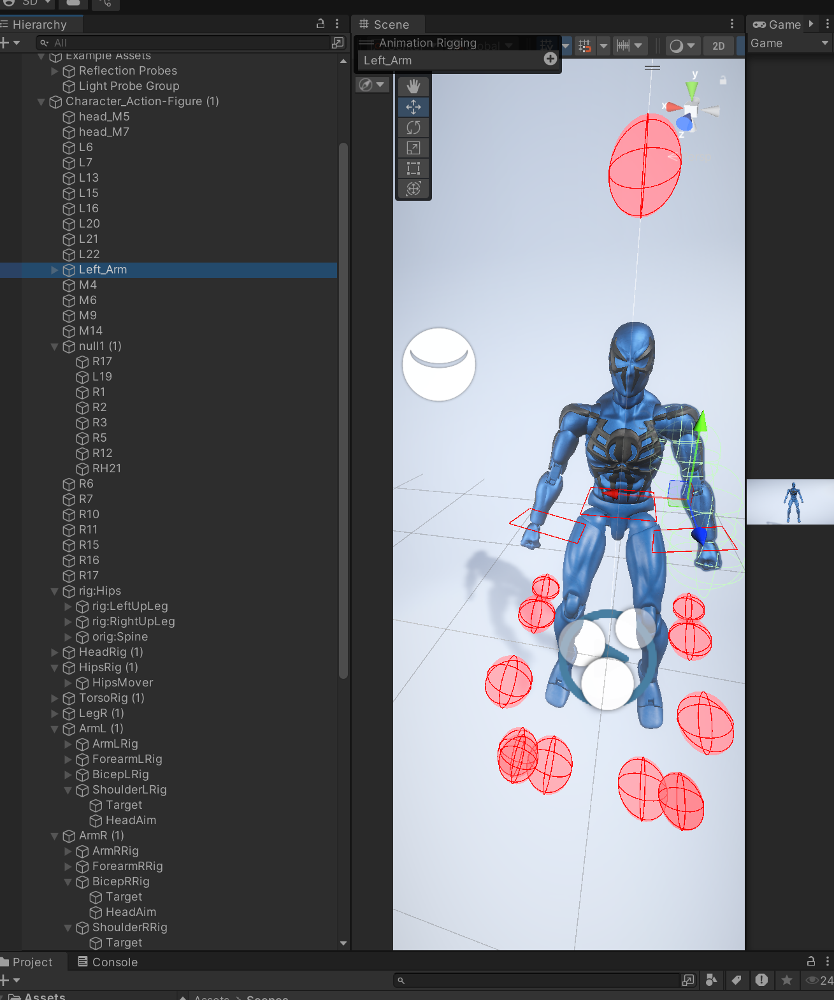 SD
Hierarchy
All
Example Assets
Reflection Probes
Light Probe Group
Character_Action-Figure (1)
head_M5
head_M7
L6
L7
L13
L15
L16
L20
L21
L22
Left_Arm
M4
M6
M9
M14
null1 (1)
R17
L19
R1
R2
R3
R5
R12
RH21
R6
R7
R10
R11
R15
R16
R17
rig:Hips
rig:LeftUpLeg
rig:RightUpLeg
orig:Spine
HeadRig (1)
HipsRig (1)
HipsMover
TorsoRig (1)
LegR (1)
ArmL (1)
ArmLRig
ForearmLRig
BicepLRig
ShoulderLRig
Target
HeadAim
ArmR (1)
ArmRRig
ForearmRRig
BicepRRig
Target
HeadAim
ShoulderRRig
Target
Scene
Animation Rigging
Left_Arm
2D
y
x
z
Game
Game
Project
Console
24
Assets
Assets > Scenes